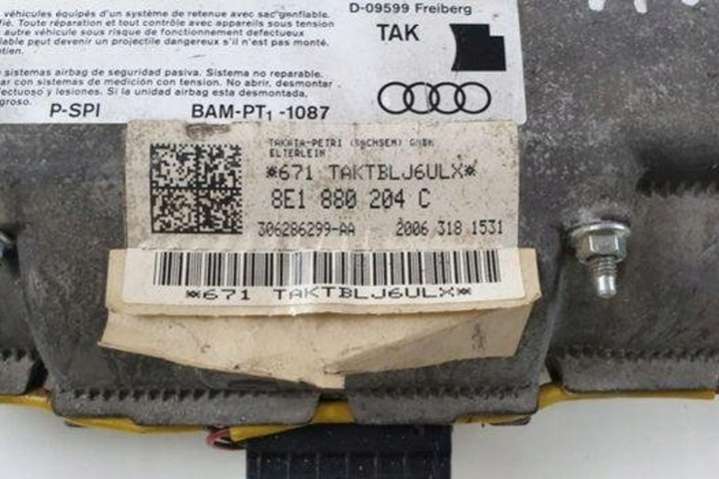 D-09599 Freiberg
véhicules équipés d'un système de retenue avec sac gonflable.
Toute réparation et tout contrôle avec appareils sous tension
autre véhicule sous risque de fonctionnement défectueux
peut devenir un projectile dangereux s'il n'est pas monté.
TAK
sistemas airbag de seguridad pasiva. Sistema no reparable.
con sistemas de medición con tension. No abrir, desmontar
y lesiones. Si la unidad airbag esta desmontada,
P-SPI BAM-PT1 -1087
TAKATA-PETRI (SACHSEN) GmbH
ELTERLEIN
*671 TAKTBLJ6ULX*
8E1 880 204 C
306286299-AA 2006 318 1531
*671 TAKTBLJ6ULX*